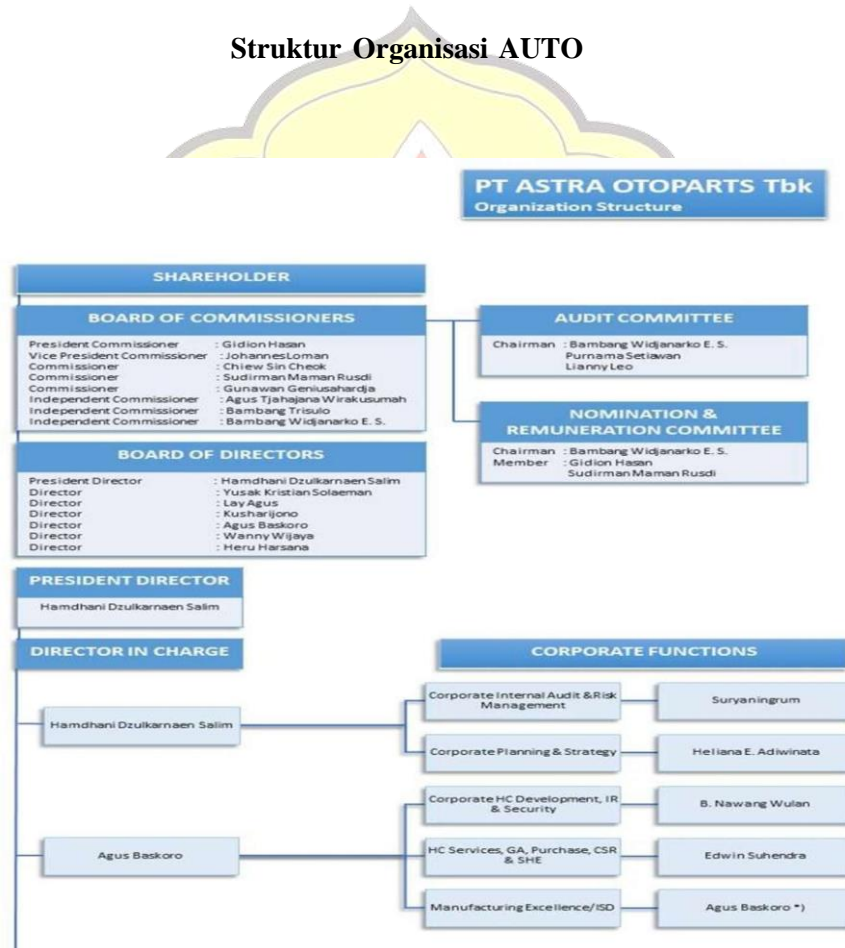 Struktur Organisasi AUTO
PT ASTRA OTOPARTS Tbk
Organization Structure
SHAREHOLDER
BOARD OF COMMISSIONERS
President Commissioner : Gidion Hasan
Vice President Commissioner : Johannes Loman
Commissioner : Chiew Sin Cheok
Commissioner : Sudirman Maman Rusdi
Commissioner : Gunawan Geniusahardja
Independent Commissioner : Agus Tjahajana Wirakusumah
Independent Commissioner : Bambang Trisulo
Independent Commissioner : Bambang Widjanarko E. S.
AUDIT COMMITTEE
Chairman : Bambang Widjanarko E. S.
Purnama Setiawan
Lianny Leo
NOMINATION &
REMUNERATION COMMITTEE
Chairman : Bambang Widjanarko E. S.
Member : Gidion Hasan
Sudirman Maman Rusdi
BOARD OF DIRECTORS
President Director : Hamdhani Dzulkarnaen Salim
Director : Yusak Kristian Solaeman
Director : Lay Agus
Director : Kusharijono
Director : Agus Baskoro
Director : Wanny Wijaya
Director : Heru Harsana
PRESIDENT DIRECTOR
Hamdhani Dzulkarnaen Salim
DIRECTOR IN CHARGE
CORPORATE FUNCTIONS
Hamdhani Dzulkarnaen Salim
Corporate Internal Audit & Risk
Management
Suryaningrum
Corporate Planning & Strategy
Heliana E. Adiwinata
Agus Baskoro
Corporate HC Development, IR
& Security
B. Nawang Wulan
HC Services, GA, Purchase, CSR
& SHE
Edwin Suhendra
Manufacturing Excellence/ISD
Agus Baskoro *)